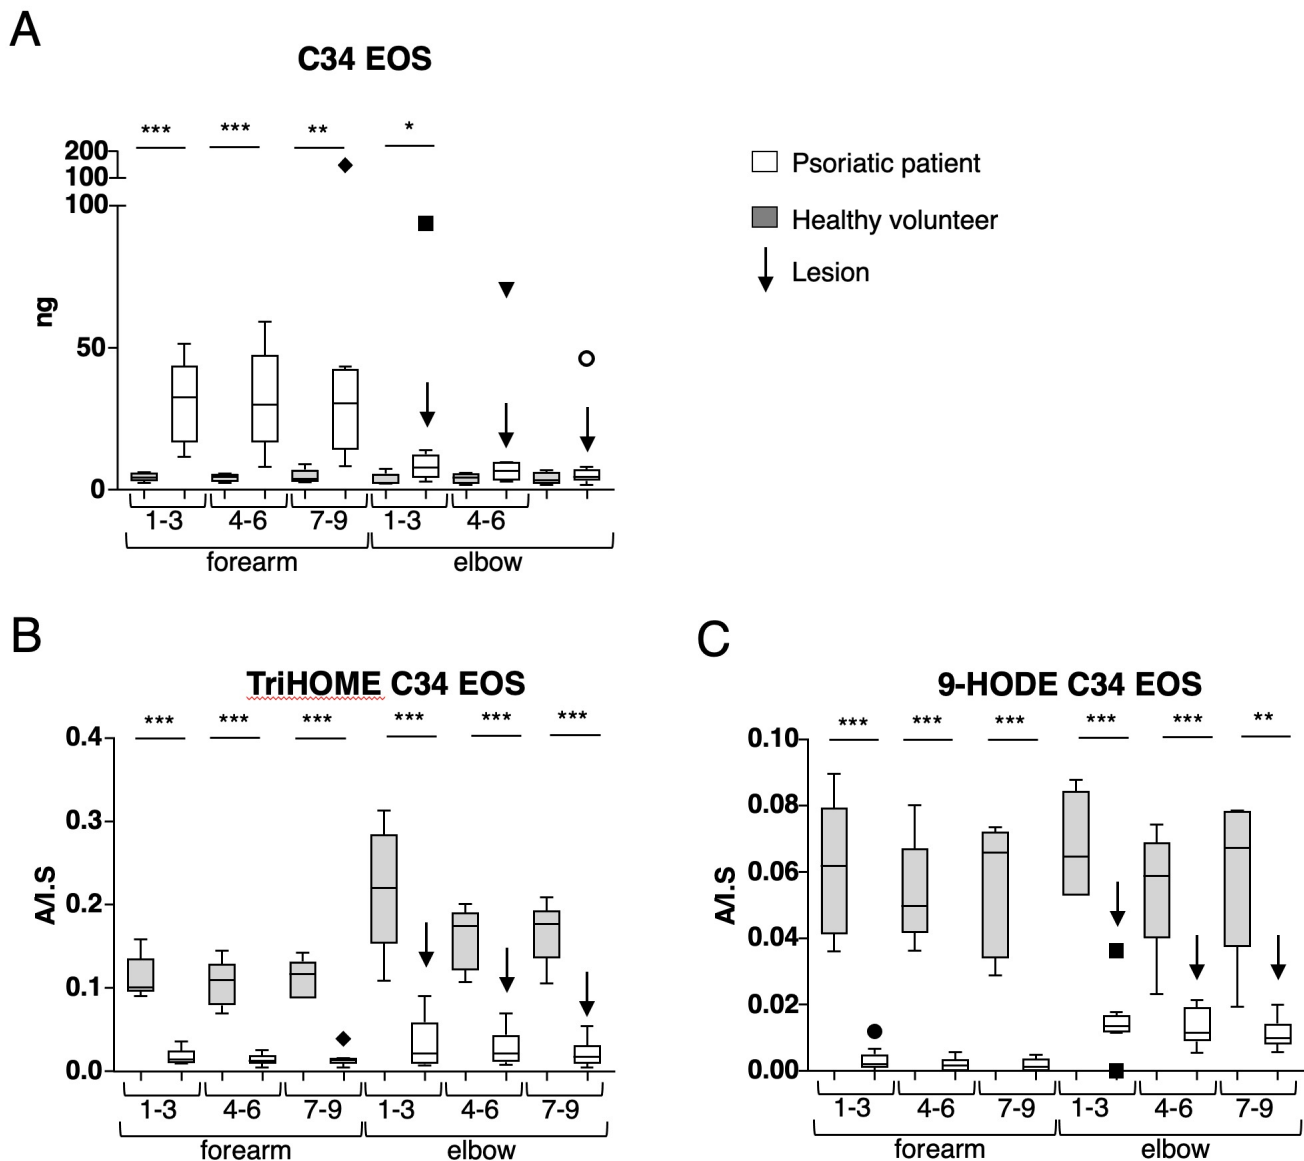 A
C34 EOS
*** *** ** *
200
100
100
ng
50
0
1-3 4-6 7-9 1-3 4-6
forearm elbow
Psoriatic patient
Healthy volunteer
Lesion
B
TriHOME C34 EOS
*** *** *** *** *** ***
0.4
0.3
A/I.S
0.2
0.1
0.0
1-3 4-6 7-9 1-3 4-6 7-9
forearm elbow
C
9-HODE C34 EOS
*** *** *** *** *** **
0.10
0.08
0.06
A/I.S
0.04
0.02
0.00
1-3 4-6 7-9 1-3 4-6 7-9
forearm elbow